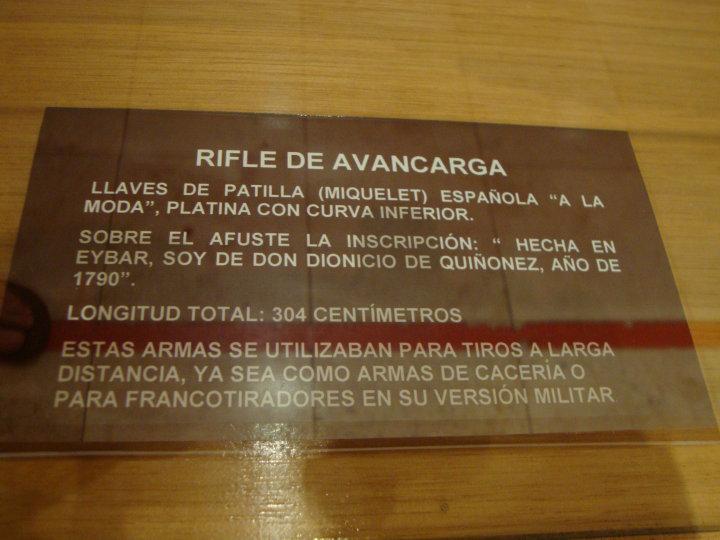 RIFLE DE AVANCARGA
LLAVES DE PATILLA (MIQUELET) ESPAÑOLA “A LA
MODA”, PLATINA CON CURVA INFERIOR.
SOBRE EL AFUSTE LA INSCRIPCIÓN: “ HECHA EN
EYBAR, SOY DE DON DIONICIO DE QUIÑONEZ, AÑO DE
1790”.
LONGITUD TOTAL: 304 CENTÍMETROS
ESTAS ARMAS SE UTILIZABAN PARA TIROS A LARGA
DISTANCIA, YA SEA COMO ARMAS DE CACERÍA O
PARA FRANCOTIRADORES EN SU VERSIÓN MILITAR